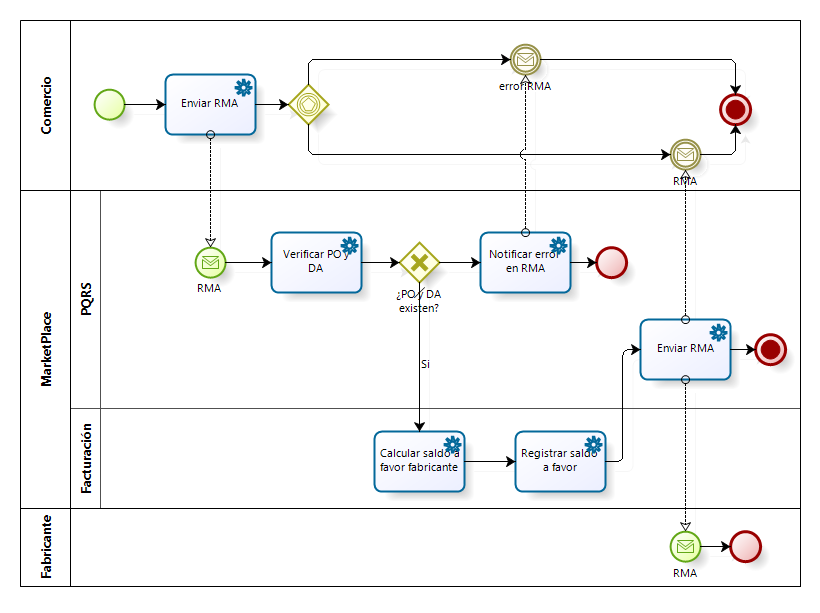 Comercio
Enviar RMA
error RMA
RMA
MarketPlace
PQRS
RMA
Verificar PO y
DA
¿PO y DA
existen?
Notificar error
en RMA
Si
Enviar RMA
Facturación
Calcular saldo a
favor fabricante
Registrar saldo
a favor
Fabricante
RMA